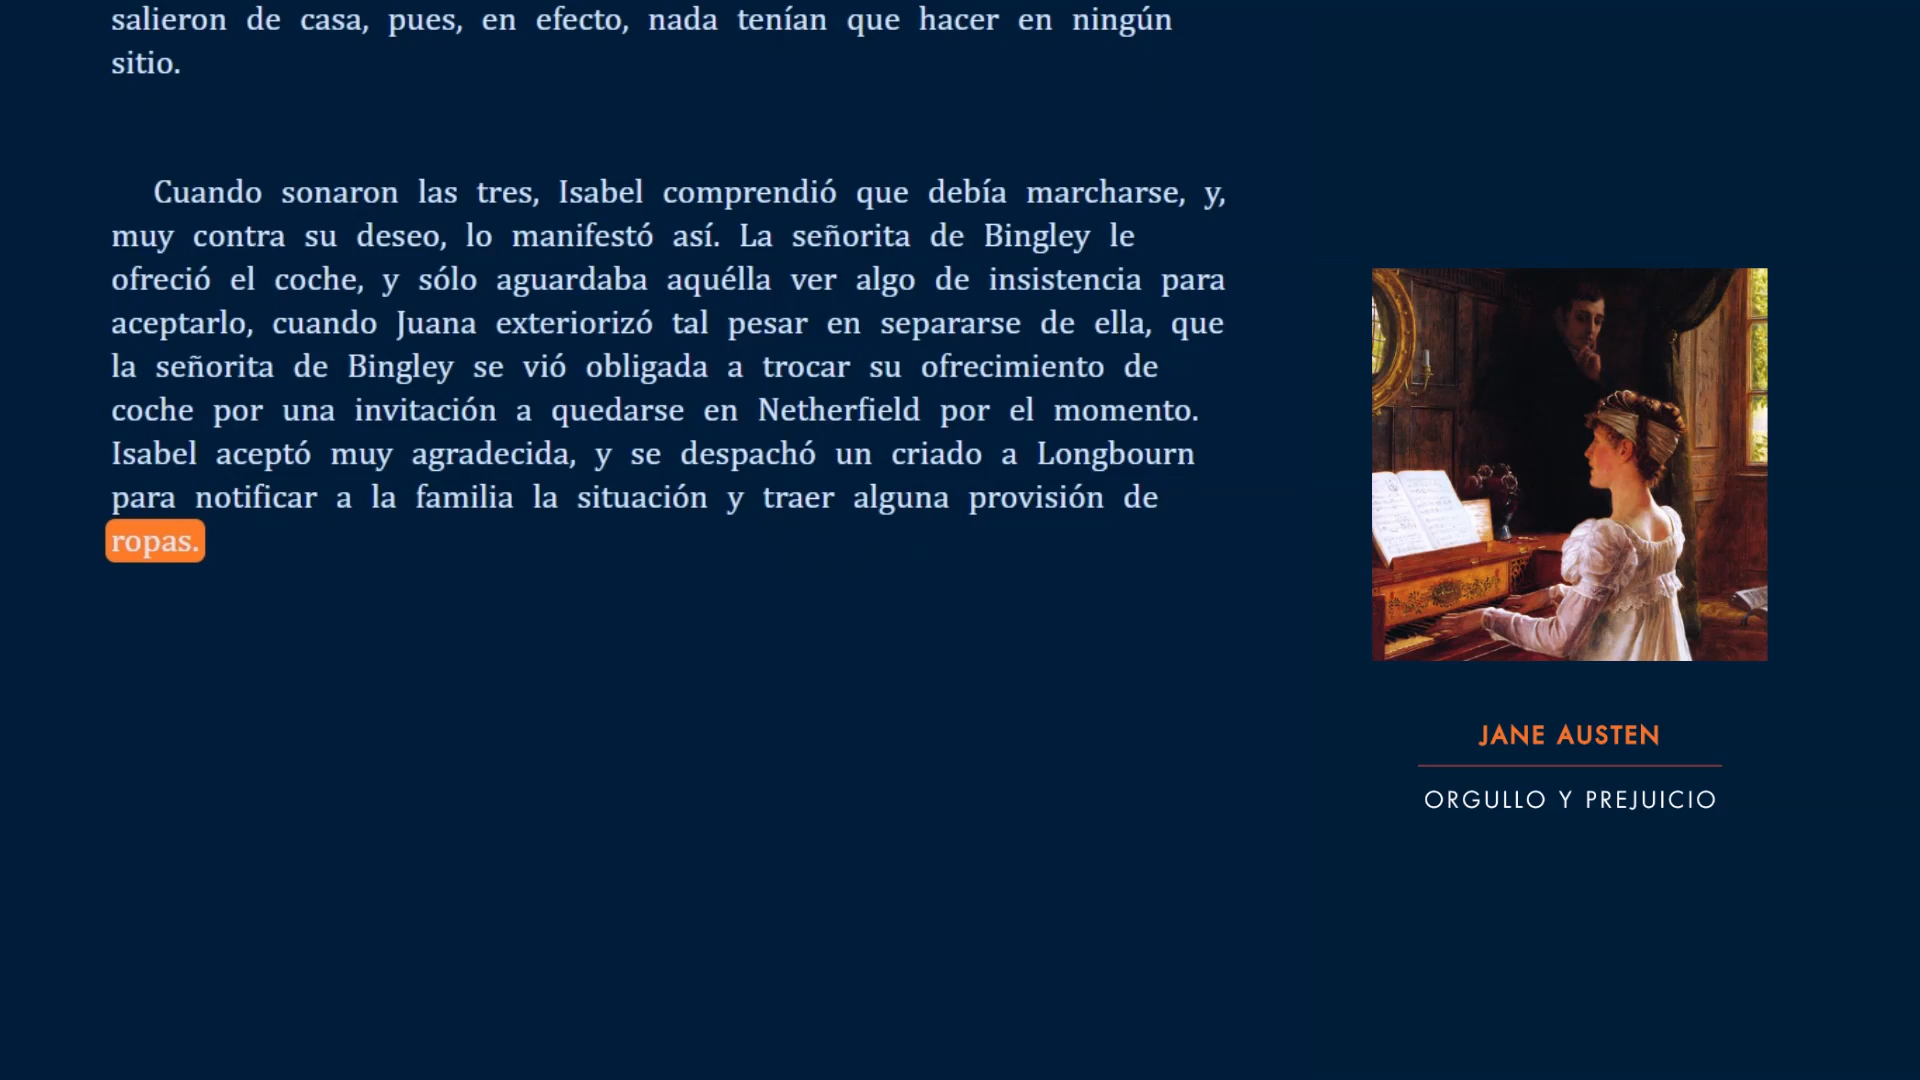 salieron de casa, pues, en efecto, nada tenían que hacer en ningún
sitio.
Cuando sonaron las tres, Isabel comprendió que debía marcharse, y,
muy contra su deseo, lo manifestó así. La señorita de Bingley le
ofreció el coche, y sólo aguardaba aquélla ver algo de insistencia para
aceptarlo, cuando Juana exteriorizó tal pesar en separarse de ella, que
la señorita de Bingley se vió obligada a trocar su ofrecimiento de
coche por una invitación a quedarse en Netherfield por el momento.
Isabel aceptó muy agradecida, y se despachó un criado a Longbourn
para notificar a la familia la situación y traer alguna provisión de
ropas.
JANE AUSTEN
ORGULLO Y PREJUICIO